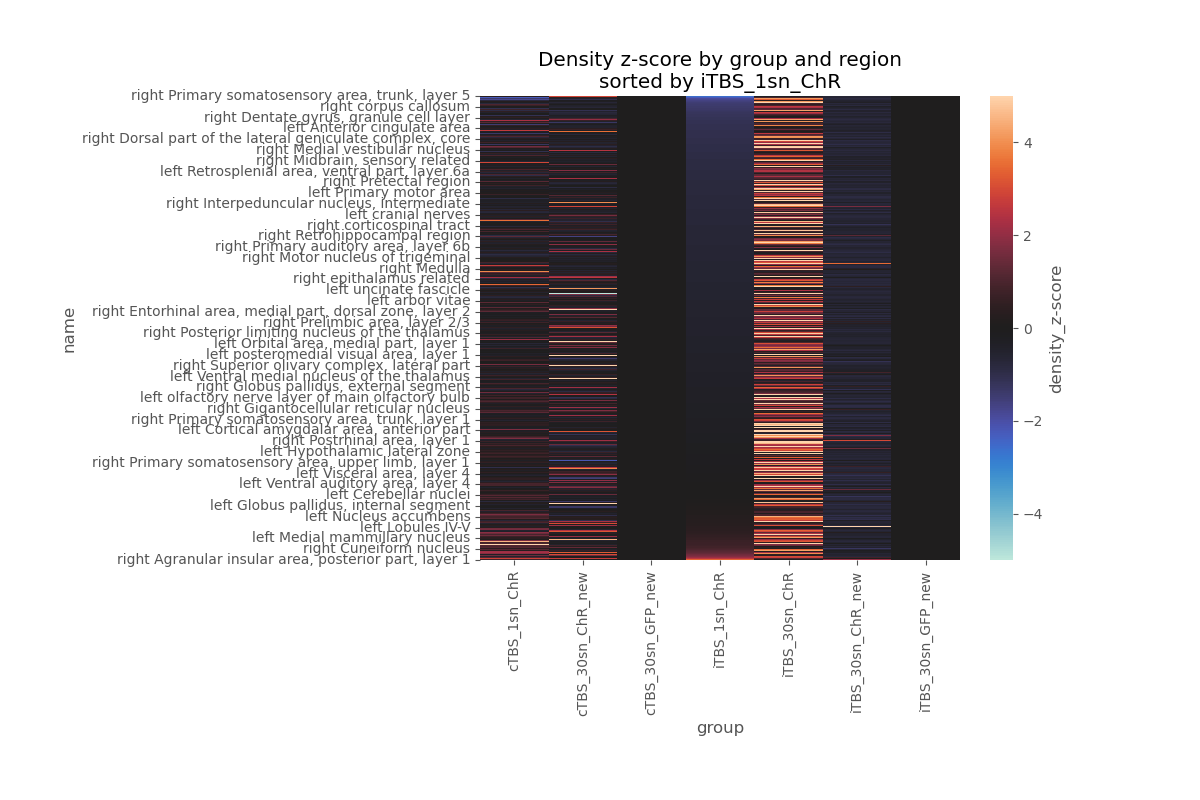 Density z-score by group and region
sorted by iTBS_1sn_ChR
right Primary somatosensory area, trunk, layer 5
right corpus callosum
right Dentate gyrus, granule cell layer
left Anterior cingulate area
right Dorsal part of the lateral geniculate complex, core
right Medial vestibular nucleus
right Midbrain, sensory related
left Retrosplenial area, ventral part, layer 6a
right Pretectal region
left Primary motor area
right Interpeduncular nucleus, intermediate
left cranial nerves
right corticospinal tract
right Retrohippocampal region
right Primary auditory area, layer 6b
right Motor nucleus of trigeminal
right Medulla
right epithalamus related
left uncinate fascicle
left arbor vitae
right Entorhinal area, medial part, dorsal zone, layer 2
right Prelimbic area, layer 2/3
right Posterior limiting nucleus of the thalamus
left Orbital area, medial part, layer 1
left posteromedial visual area, layer 1
right Superior olivary complex, lateral part
left Ventral medial nucleus of the thalamus
right Globus pallidus, external segment
left olfactory nerve layer of main olfactory bulb
right Gigantocellular reticular nucleus
right Primary somatosensory area, trunk, layer 1
left Cortical amygdalar area, anterior part
right Postrhinal area, layer 1
left Hypothalamic lateral zone
right Primary somatosensory area, upper limb, layer 1
left Visceral area, layer 4
left Ventral auditory area, layer 4
left Cerebellar nuclei
left Globus pallidus, internal segment
left Nucleus accumbens
left Lobules IV-V
left Medial mammillary nucleus
right Cuneiform nucleus
right Agranular insular area, posterior part, layer 1
name
cTBS_1sn_ChR
cTBS_30sn_ChR_new
cTBS_30sn_GFP_new
iTBS_1sn_ChR
iTBS_30sn_ChR
iTBS_30sn_ChR_new
iTBS_30sn_GFP_new
group
4
2
0
−2
−4
density_z-score